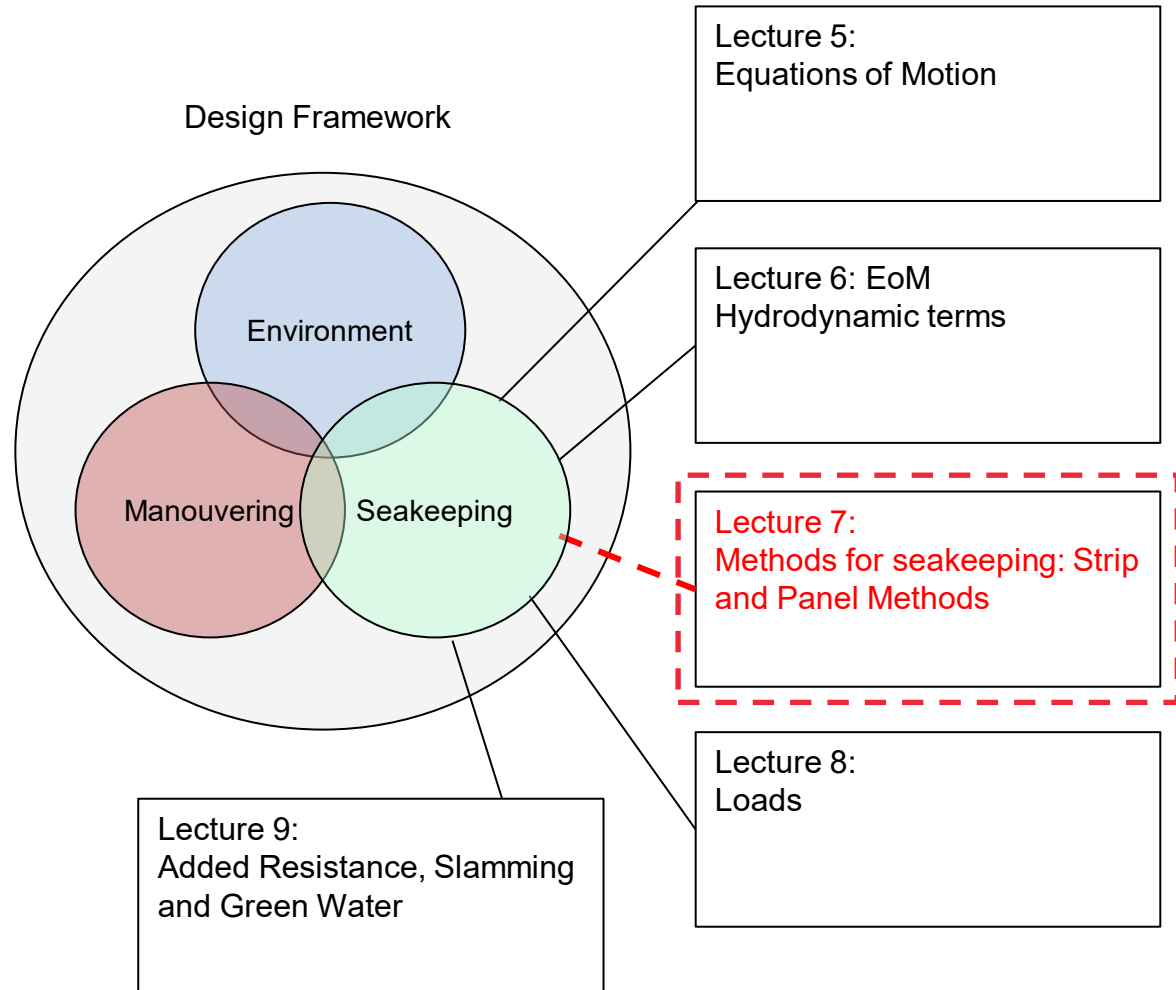 Design Framework
Environment
Manouvering
Seakeeping
Lecture 5:
Equations of Motion
Lecture 6: EoM
Hydrodynamic terms
Lecture 7:
Methods for seakeeping: Strip
and Panel Methods
Lecture 8:
Loads
Lecture 9:
Added Resistance, Slamming
and Green Water